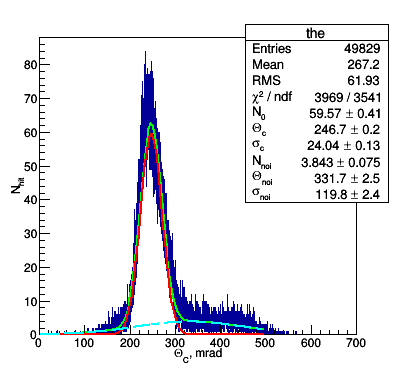 the
Entries 49829
Mean 267.2
RMS 61.93
χ² / ndf 3969 / 3541
N₀ 59.57 ± 0.41
Θc 246.7 ± 0.2
σc 24.04 ± 0.13
Nnoi 3.843 ± 0.075
Θnoi 331.7 ± 2.5
σnoi 119.8 ± 2.4
Nhit
80
70
60
50
40
30
20
10
0
0 100 200 300 400 500 600 700
ΘC, mrad